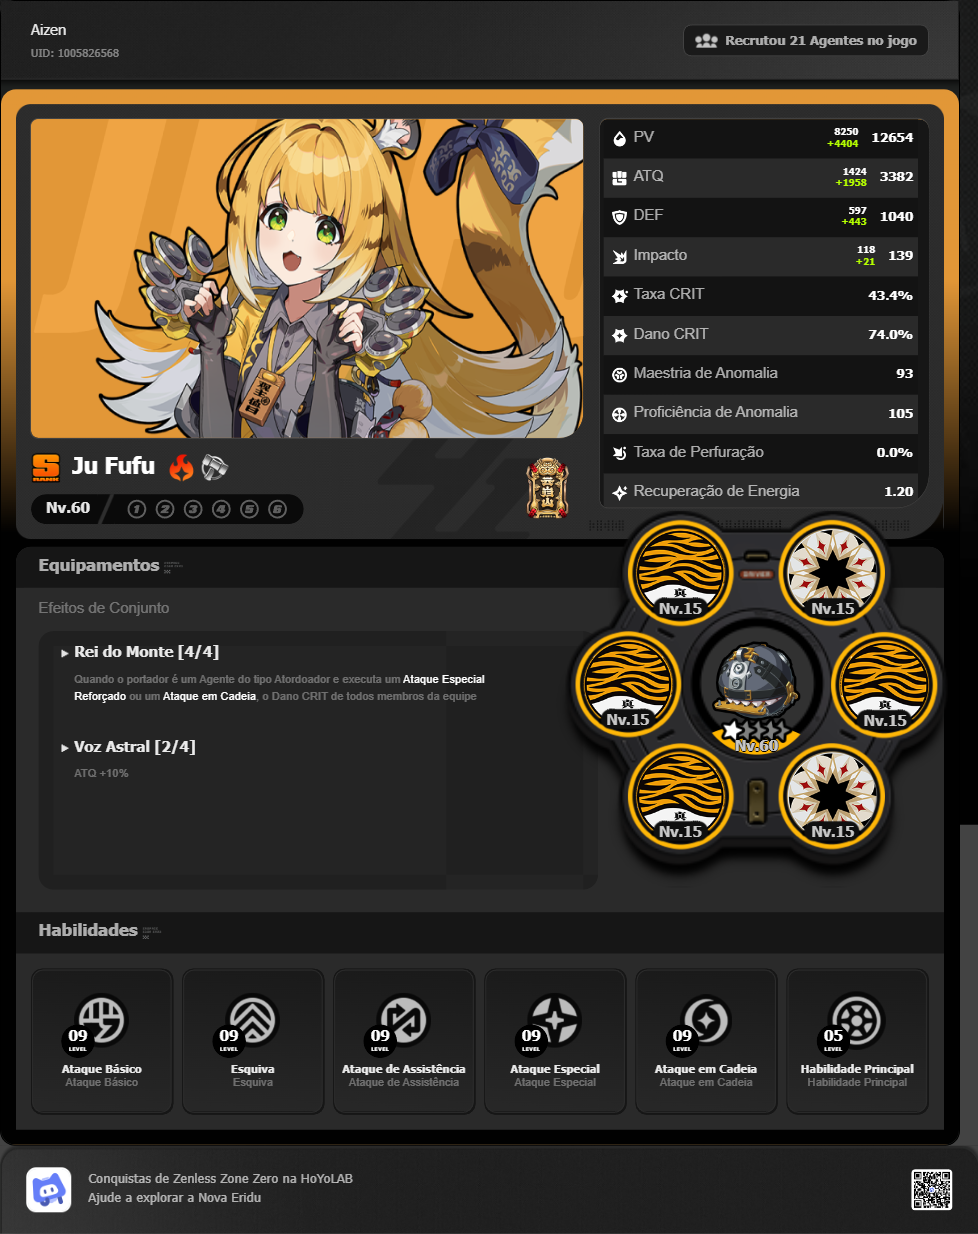 Aizen
UID: 1005826568
Recrutou 21 Agentes no jogo
PV 8250 +4404 12654
ATQ 1424 +1958 3382
DEF 597 +443 1040
Impacto 118 +21 139
Taxa CRIT 43.4%
Dano CRIT 74.0%
Maestria de Anomalia 93
Proficiência de Anomalia 105
Taxa de Perfuração 0.0%
Recuperação de Energia 1.20
S RANK Ju Fufu
Nv.60 1 2 3 4 5 6
Equipamentos
Efeitos de Conjunto
Rei do Monte [4/4]
Quando o portador é um Agente do tipo Atordoador e executa um Ataque Especial
Reforçado ou um Ataque em Cadeia, o Dano CRIT de todos membros da equipe
Voz Astral [2/4]
ATQ +10%
DRIVER
Nv.15 Nv.15
Nv.15 Nv.60 Nv.15
Nv.15 Nv.15
Habilidades
09 LEVEL
Ataque Básico
Ataque Básico
09 LEVEL
Esquiva
Esquiva
09 LEVEL
Ataque de Assistência
Ataque de Assistência
09 LEVEL
Ataque Especial
Ataque Especial
09 LEVEL
Ataque em Cadeia
Ataque em Cadeia
05 LEVEL
Habilidade Principal
Habilidade Principal
Conquistas de Zenless Zone Zero na HoYoLAB
Ajude a explorar a Nova Eridu